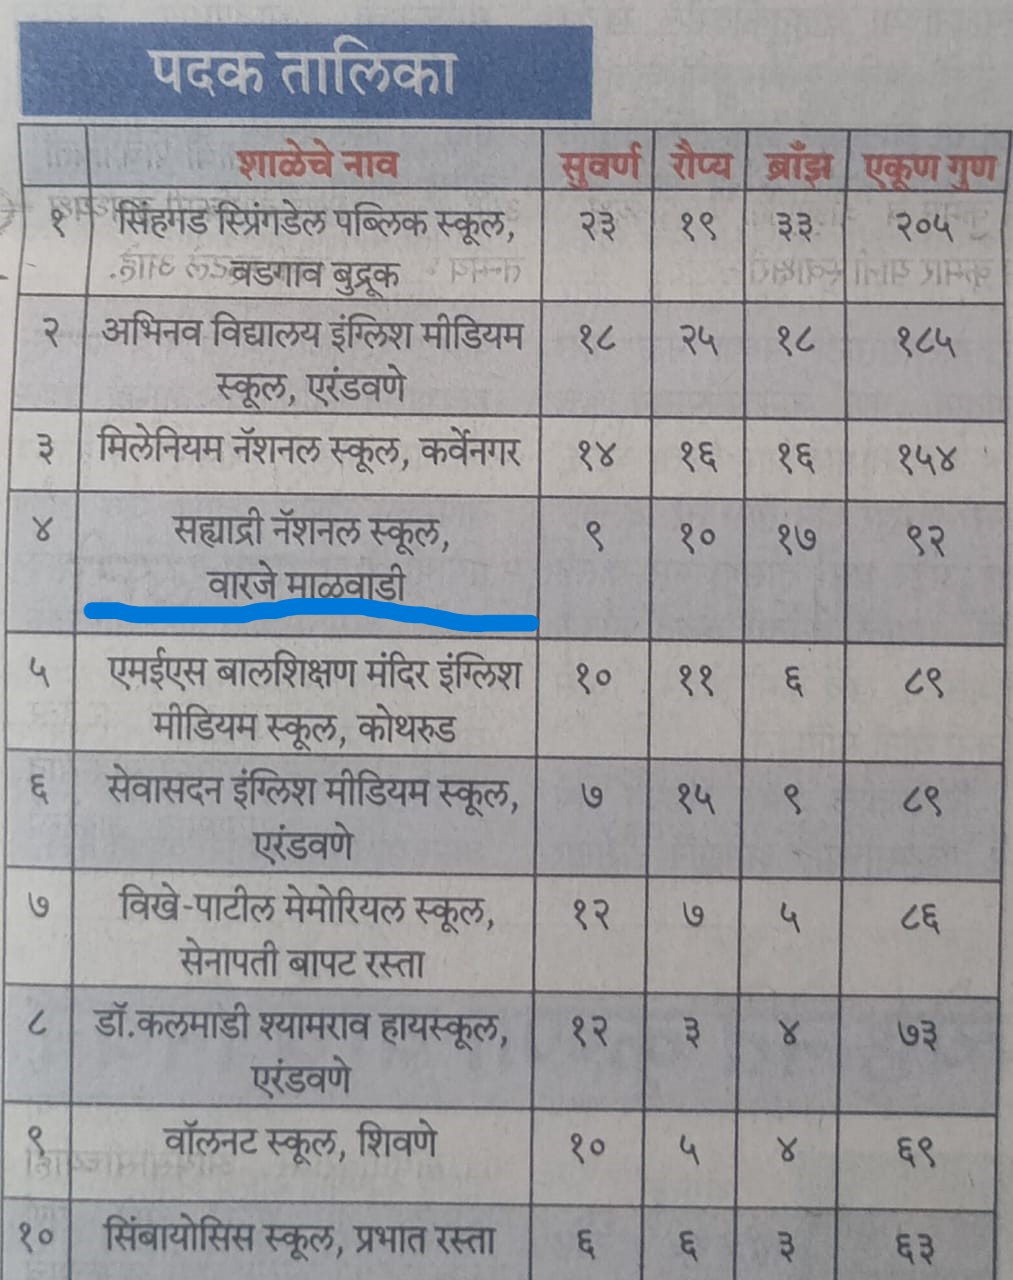 पदक तालिका
शाळेचे नाव सुवर्ण रौप्य ब्राँझ एकूण गुण
१ सिंहगड स्प्रिंगडेल पब्लिक स्कूल, २३ १९ ३३ २०५
वडगाव बुद्रूक
२ अभिनव विद्यालय इंग्लिश मीडियम १८ २५ १८ १८५
स्कूल, एरंडवणे
३ मिलेनियम नॅशनल स्कूल, कर्वेनगर १४ १६ १६ १५४
४ सह्याद्री नॅशनल स्कूल, ९ १० १७ ९२
वारजे माळवाडी
५ एमईएस बालशिक्षण मंदिर इंग्लिश १० ११ ६ ८९
मीडियम स्कूल, कोथरुड
६ सेवासदन इंग्लिश मीडियम स्कूल, ७ १५ ९ ८९
एरंडवणे
७ विखे-पाटील मेमोरियल स्कूल, १२ ७ ५ ८६
सेनापती बापट रस्ता
८ डॉ.कलमाडी श्यामराव हायस्कूल, १२ ३ ४ ७३
एरंडवणे
९ वॉलनट स्कूल, शिवणे १० ५ ४ ६९
१० सिंबायोसिस स्कूल, प्रभात रस्ता ६ ६ ३ ६३